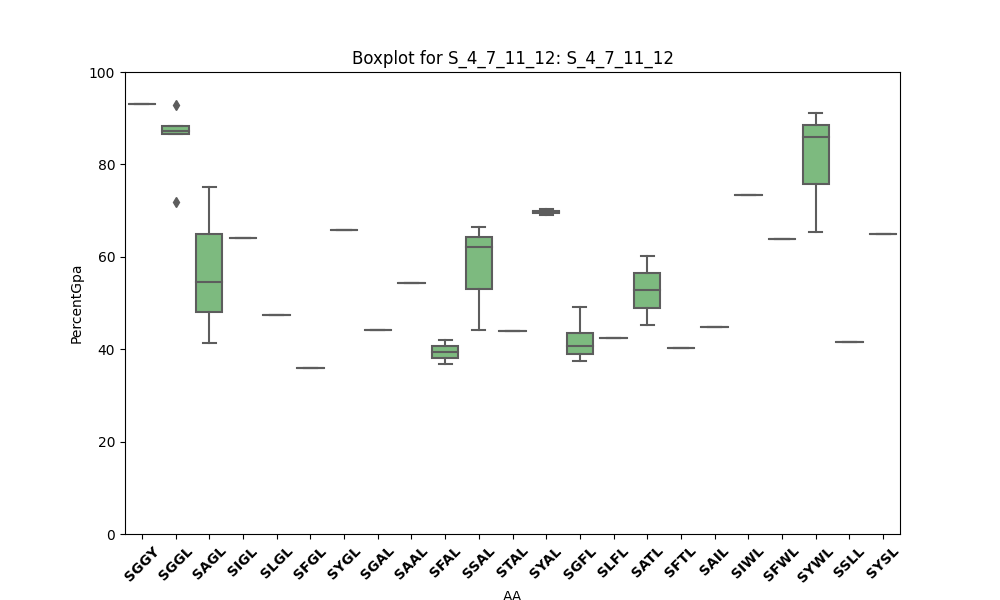 Boxplot for S_4_7_11_12: S_4_7_11_12
100
80
60
40
20
0
PercentGpa
SGGY SGGL SAGL SIGL SLGL SFGL SYGL SGAL SAAL SFAL SSAL STAL SYAL SGFL SLFL SATL SFTL SAIL SIWL SFWL SYWL SSLL SYSL
AA